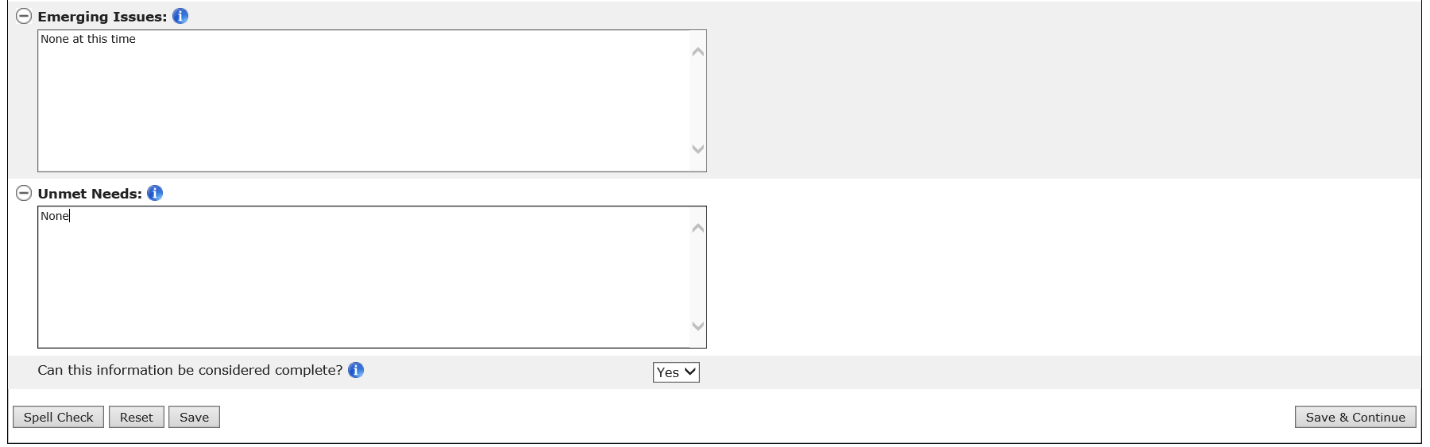 Emerging Issues:
None at this time
Unmet Needs:
None
Can this information be considered complete? Yes
Spell Check Reset Save Save & Continue